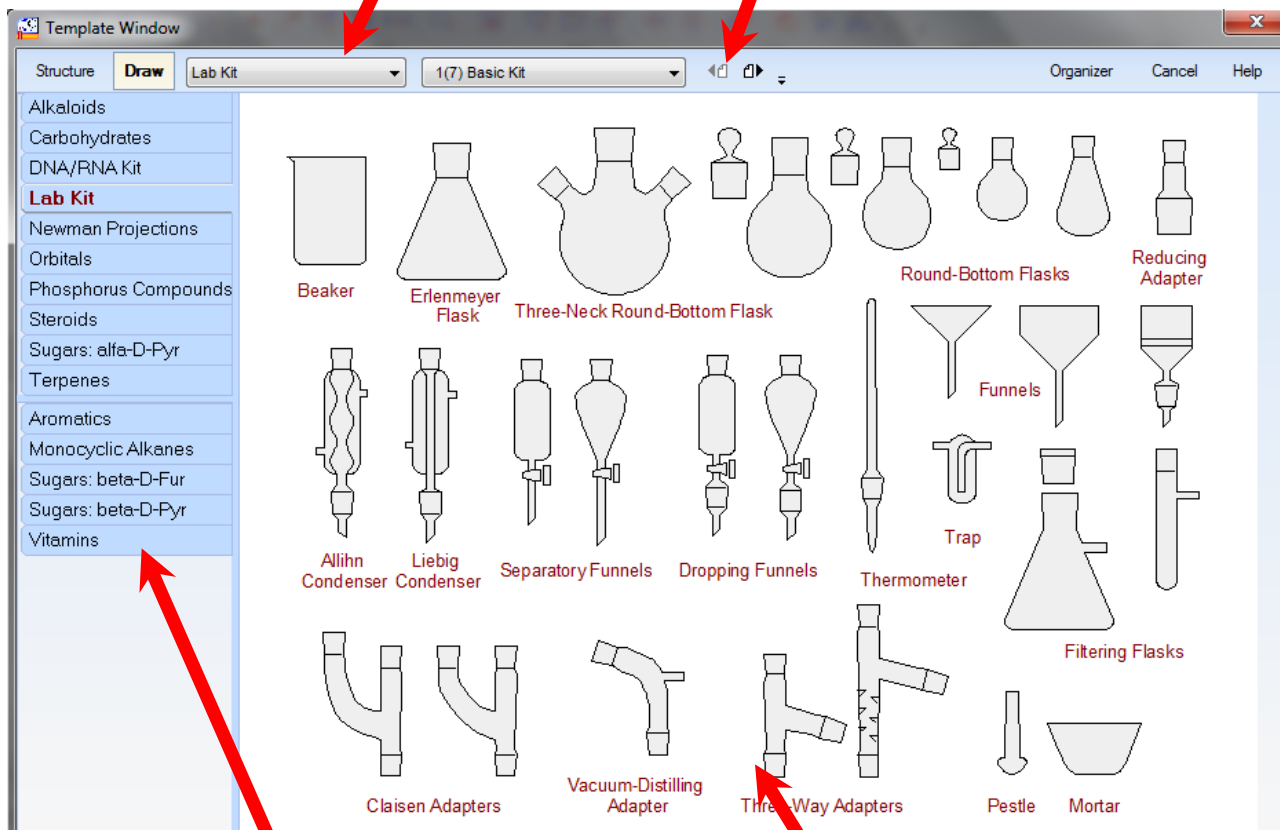 Template Window
Structure Draw Lab Kit 1(7) Basic Kit Organizer Cancel Help
Alkaloids
Carbohydrates
DNA/RNA Kit
Lab Kit
Newman Projections
Orbitals
Phosphorus Compounds
Steroids
Sugars: alfa-D-Pyr
Terpenes
Aromatics
Monocyclic Alkanes
Sugars: beta-D-Fur
Sugars: beta-D-Pyr
Vitamins
Beaker
Erlenmeyer
Flask
Three-Neck Round-Bottom Flask
Round-Bottom Flasks
Reducing
Adapter
Funnels
Allihn
Condenser
Liebig
Condenser
Separatory Funnels
Dropping Funnels
Thermometer
Trap
Filtering Flasks
Claisen Adapters
Vacuum-Distilling
Adapter
Three-Way Adapters
Pestle
Mortar